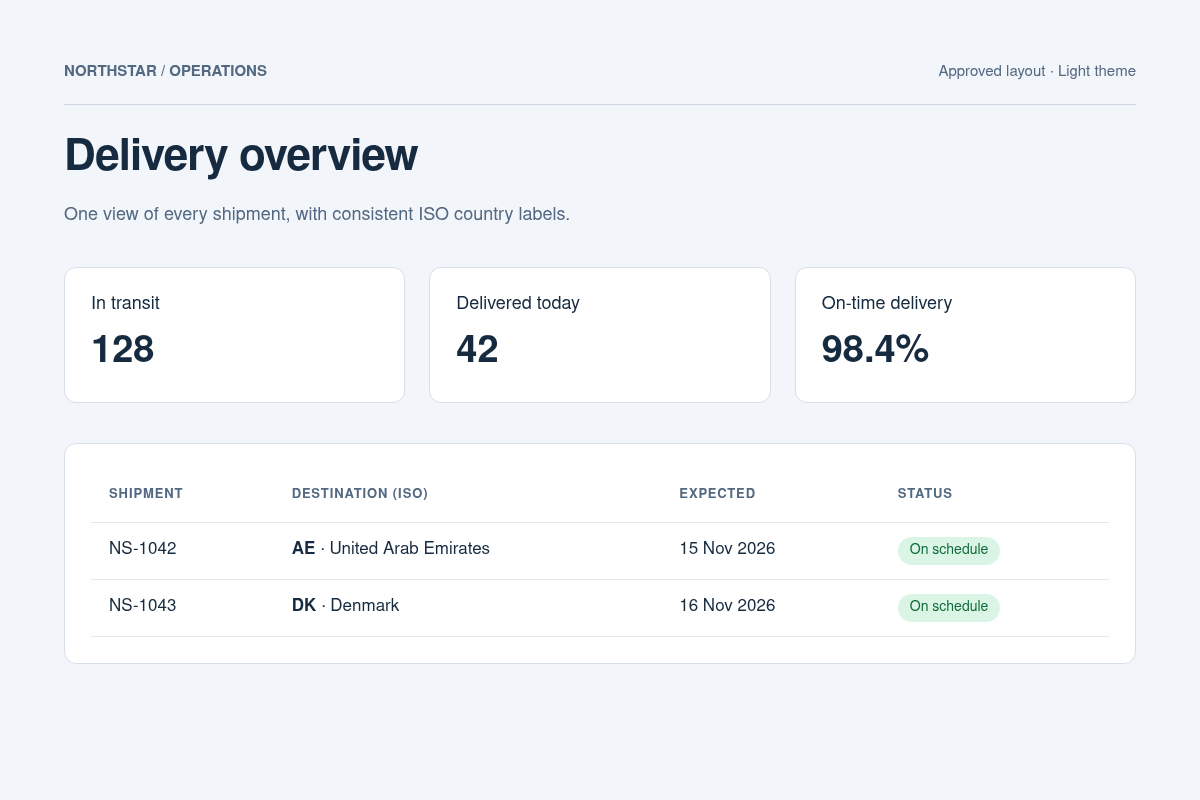 NORTHSTAR / OPERATIONS
Approved layout · Light theme
Delivery overview
One view of every shipment, with consistent ISO country labels.
In transit
128
Delivered today
42
On-time delivery
98.4%
SHIPMENT DESTINATION (ISO) EXPECTED STATUS
NS-1042 AE · United Arab Emirates 15 Nov 2026 On schedule
NS-1043 DK · Denmark 16 Nov 2026 On schedule